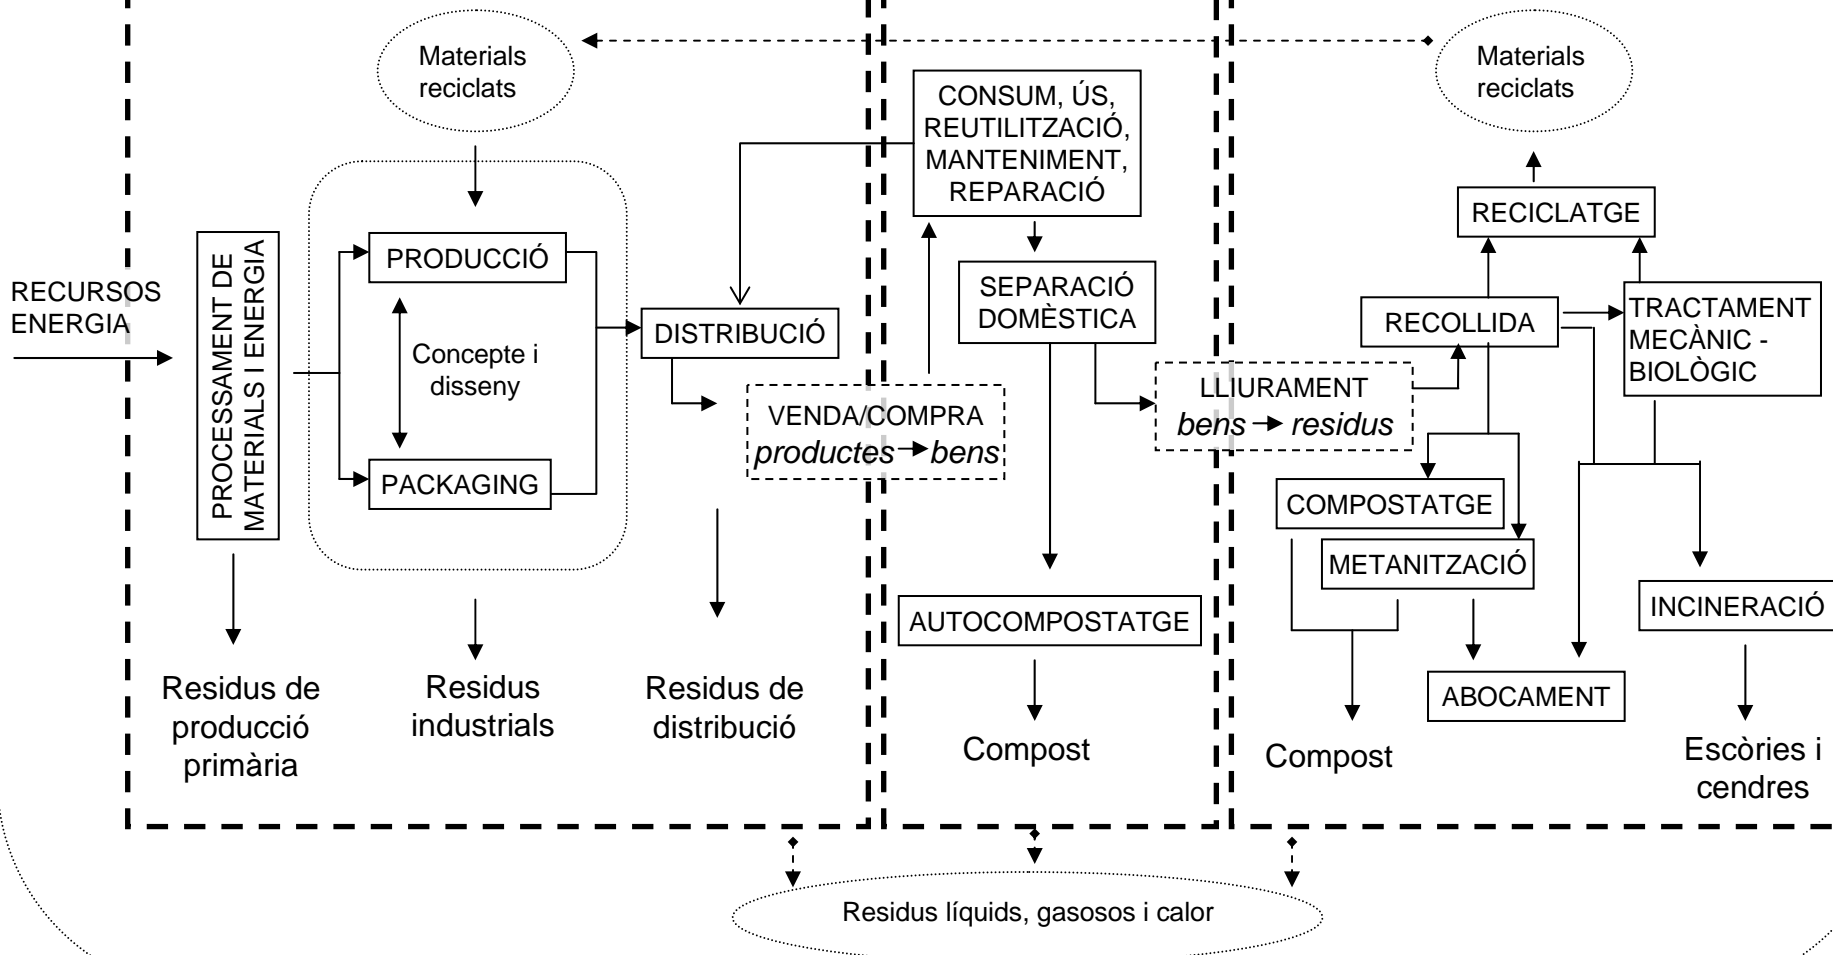 Materials
reciclats
Materials
reciclats
CONSUM, ÚS,
REUTILITZACIÓ,
MANTENIMENT,
REPARACIÓ
RECICLATGE
RECURSOS
ENERGIA
PROCESSAMENT DE
MATERIALS I ENERGIA
PRODUCCIÓ
Concepte i
disseny
PACKAGING
DISTRIBUCIÓ
VENDA/COMPRA
productes bens
SEPARACIÓ
DOMÈSTICA
LLIURAMENT
bens residus
RECOLLIDA
TRACTAMENT
MECÀNIC -
BIOLÒGIC
COMPOSTATGE
METANITZACIÓ
AUTOCOMPOSTATGE
INCINERACIÓ
ABOCAMENT
Residus de
producció
primària
Residus
industrials
Residus de
distribució
Compost
Compost
Escòries i
cendres
Residus líquids, gasosos i calor